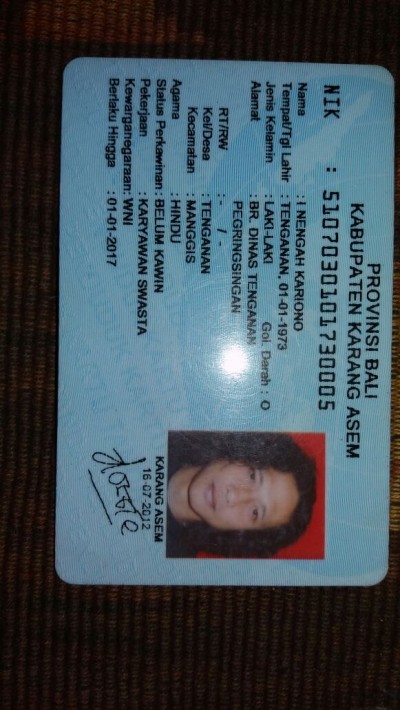 PROVINSI BALI
KABUPATEN KARANG ASEM
NIK : 5107030101730005
Nama : I NENGAH KARIONO
Tempat/Tgl Lahir : TENGANAN, 01-01-1973
Jenis Kelamin : LAKI-LAKI Gol. Darah : O
Alamat : BR. DINAS TENGANAN
PEGRINGSINGAN
RT/RW : - / -
Kel/Desa : TENGANAN
Kecamatan : MANGGIS
Agama : HINDU
Status Perkawinan : BELUM KAWIN
Pekerjaan : KARYAWAN SWASTA
Kewarganegaraan: WNI
Berlaku Hingga : 01-01-2017
KARANG ASEM
16-07-2012